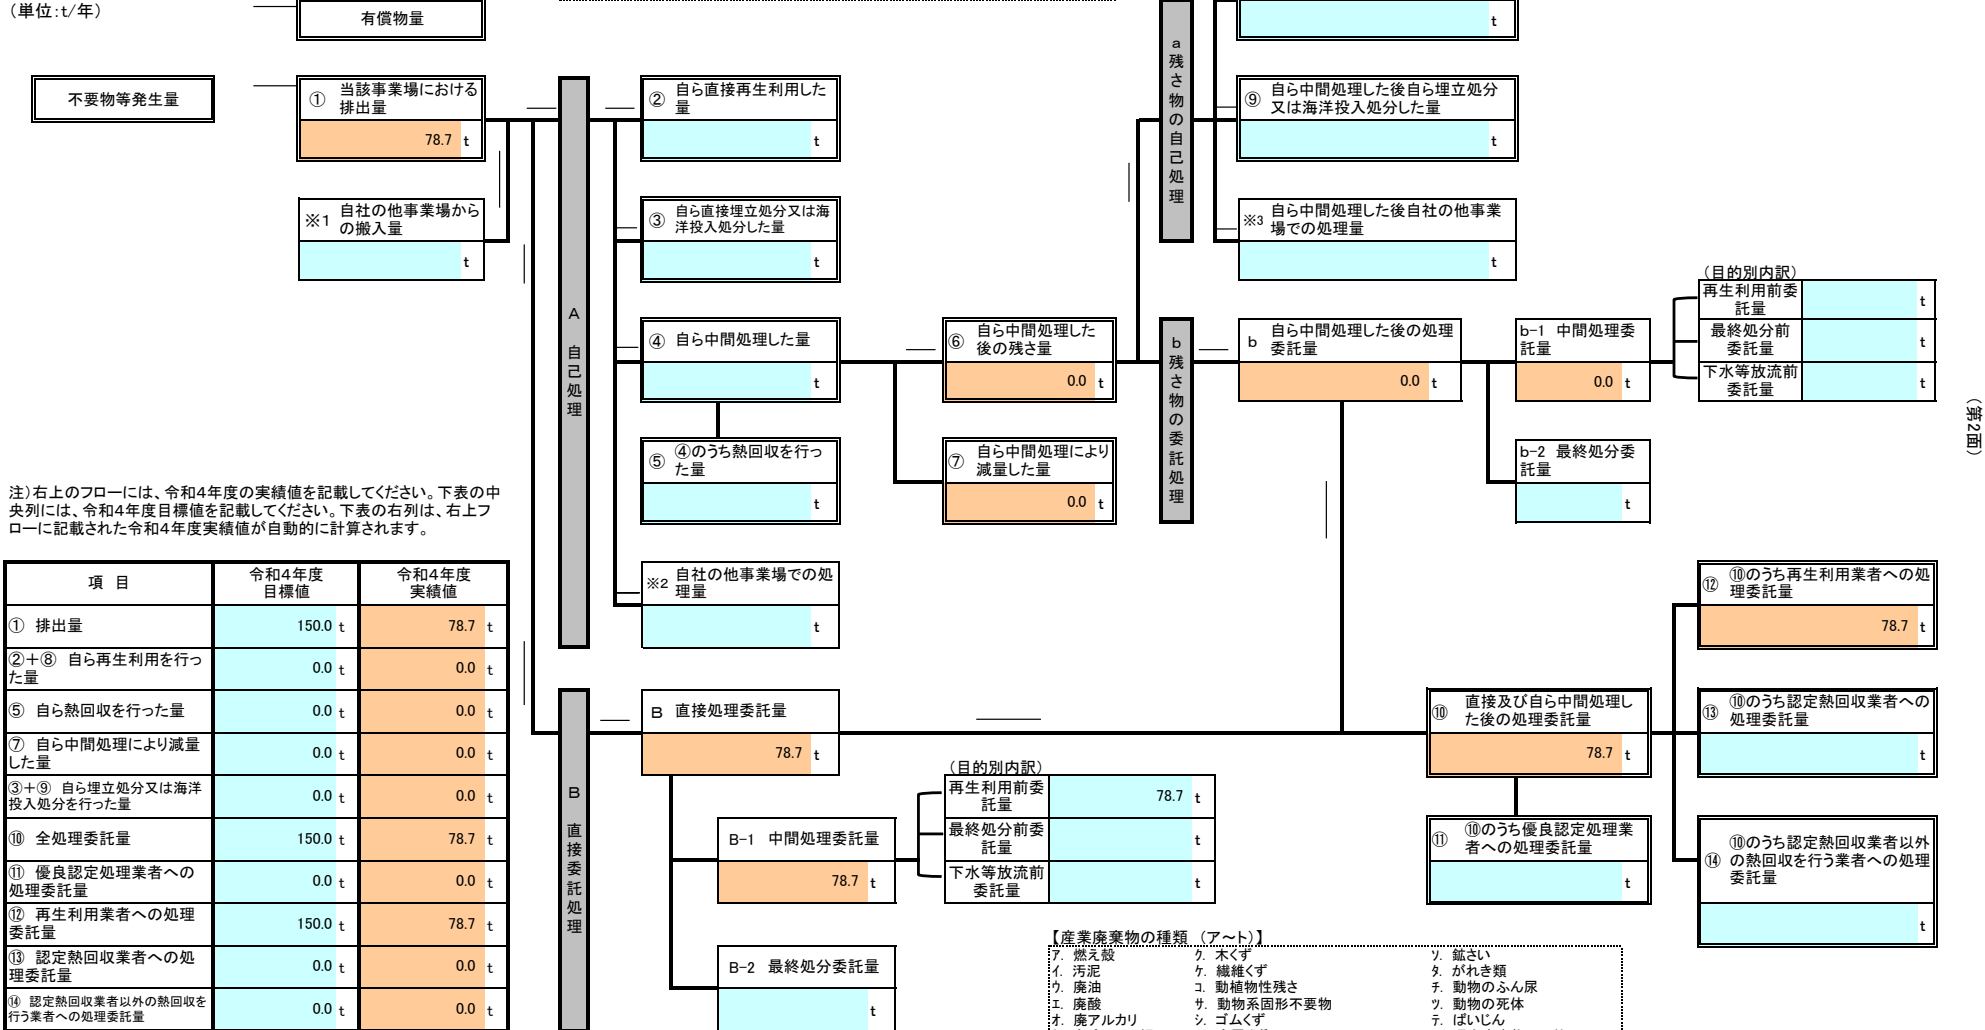 （単位:t/年）
有償物量
t
不要物等発生量
① 当該事業場における
排出量
78.7 t
※1 自社の他事業場から
の搬入量
t
A 自己処理
② 自ら直接再生利用した
量
t
③ 自ら直接埋立処分又は海
洋投入処分した量
t
④ 自ら中間処理した量
t
⑤ ④のうち熱回収を行っ
た量
t
※2 自社の他事業場での処
理量
t
⑥ 自ら中間処理した
後の残さ量
0.0 t
⑦ 自ら中間処理により
減量した量
0.0 t
a 残さ物の自己処理
⑨ 自ら中間処理した後自ら埋立処分
又は海洋投入処分した量
t
※3 自ら中間処理した後自社の他事業
場での処理量
t
b 残さ物の委託処理
b 自ら中間処理した後の処理
委託量
0.0 t
b-1 中間処理委
託量
0.0 t
b-2 最終処分委
託量
t
（目的別内訳）
再生利用前委
託量
t
最終処分前
委託量
t
下水等放流前
委託量
t
（第2面）
注）右上のフローには、令和４年度の実績値を記載してください。下表の中
央列には、令和４年度目標値を記載してください。下表の右列は、右上フ
ローに記載された令和４年度実績値が自動的に計算されます。
項 目 令和４年度
目標値 令和４年度
実績値
① 排出量 150.0 t 78.7 t
②＋⑧ 自ら再生利用を行っ
た量 0.0 t 0.0 t
⑤ 自ら熱回収を行った量 0.0 t 0.0 t
⑦ 自ら中間処理により減量
した量 0.0 t 0.0 t
③＋⑨ 自ら埋立処分又は海洋
投入処分を行った量 0.0 t 0.0 t
⑩ 全処理委託量 150.0 t 78.7 t
⑪ 優良認定処理業者への
処理委託量 0.0 t 0.0 t
⑫ 再生利用業者への処理
委託量 150.0 t 78.7 t
⑬ 認定熱回収業者への処
理委託量 0.0 t 0.0 t
⑭ 認定熱回収業者以外の熱回収を
行う業者への処理委託量 0.0 t 0.0 t
B 直接委託処理
B 直接処理委託量
78.7 t
B-1 中間処理委託量
78.7 t
B-2 最終処分委託量
t
（目的別内訳）
再生利用前委
託量
78.7 t
最終処分前委
託量
t
下水等放流前
委託量
t
⑩ 直接及び自ら中間処理し
た後の処理委託量
78.7 t
⑪ ⑩のうち優良認定処理業
者への処理委託量
t
⑫ ⑩のうち再生利用業者への処
理委託量
78.7 t
⑬ ⑩のうち認定熱回収業者への
処理委託量
t
⑭ ⑩のうち認定熱回収業者以外
の熱回収を行う業者への処理
委託量
t
【産業廃棄物の種類 （ア～ト）】
ア. 燃え殻 ク. 木くず ソ. 鉱さい
イ. 汚泥 ケ. 繊維くず タ. がれき類
ウ. 廃油 コ. 動植物性残さ チ. 動物のふん尿
エ. 廃酸 サ. 動物系固形不要物 ツ. 動物の死体
オ. 廃アルカリ シ. ゴムくず テ. ばいじん